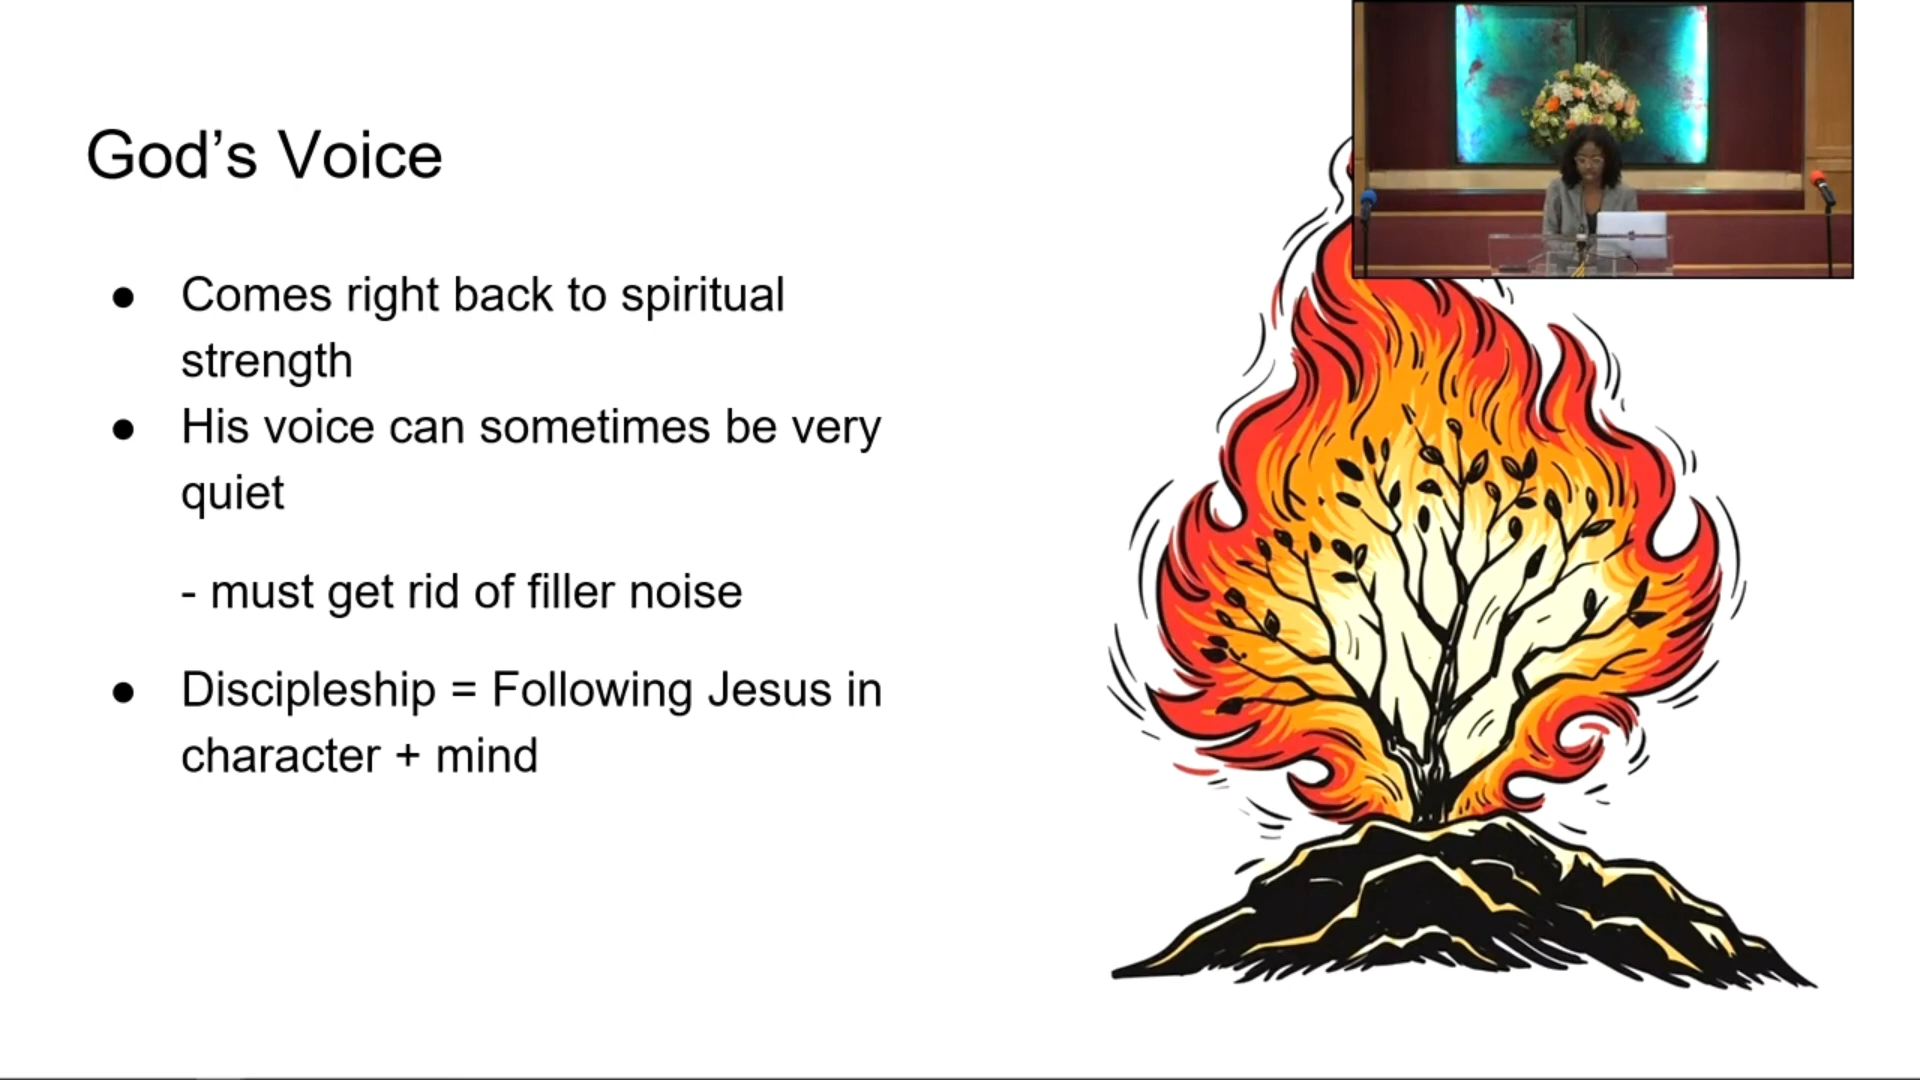 God’s Voice
● Comes right back to spiritual
strength
● His voice can sometimes be very
quiet
- must get rid of filler noise
● Discipleship = Following Jesus in
character + mind